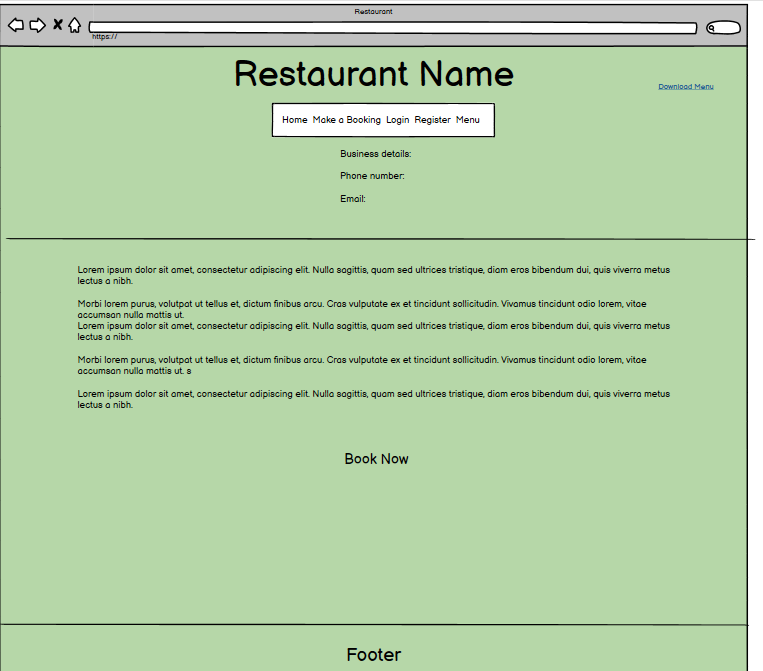 Restaurant
https://
Restaurant Name
Download Menu
Home Make a Booking Login Register Menu
Business details:
Phone number:
Email:
Lorem ipsum dolor sit amet, consectetur adipiscing elit. Nulla sagittis, quam sed ultrices tristique, diam eros bibendum dui, quis viverra metus
lectus a nibh.
Morbi lorem purus, volutpat ut tellus et, dictum finibus arcu. Cras vulputate ex et tincidunt sollicitudin. Vivamus tincidunt odio lorem, vitae
accumsan nulla mattis ut.
Lorem ipsum dolor sit amet, consectetur adipiscing elit. Nulla sagittis, quam sed ultrices tristique, diam eros bibendum dui, quis viverra metus
lectus a nibh.
Morbi lorem purus, volutpat ut tellus et, dictum finibus arcu. Cras vulputate ex et tincidunt sollicitudin. Vivamus tincidunt odio lorem, vitae
accumsan nulla mattis ut. s
Lorem ipsum dolor sit amet, consectetur adipiscing elit. Nulla sagittis, quam sed ultrices tristique, diam eros bibendum dui, quis viverra metus
lectus a nibh.
Book Now
Footer